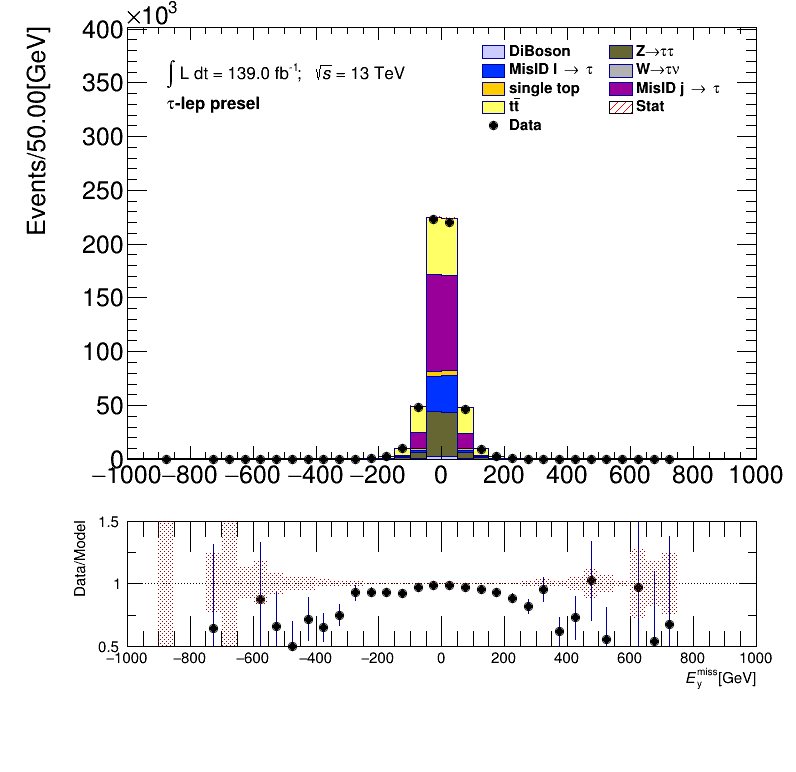 ×10³
400
350
300
250
200
150
100
50
0
Events/50.00[GeV]
∫ L dt = 139.0 fb⁻¹; √s = 13 TeV
τ-lep presel
DiBoson
MisID l → τ
single top
tt̄
Data
Z→ττ
W→τν
MisID j → τ
Stat
−1000 −800 −600 −400 −200 0 200 400 600 800 1000
Data/Model
1.5
1
0.5
−1000 −800 −600 −400 −200 0 200 400 600 800 1000
E_y^miss[GeV]